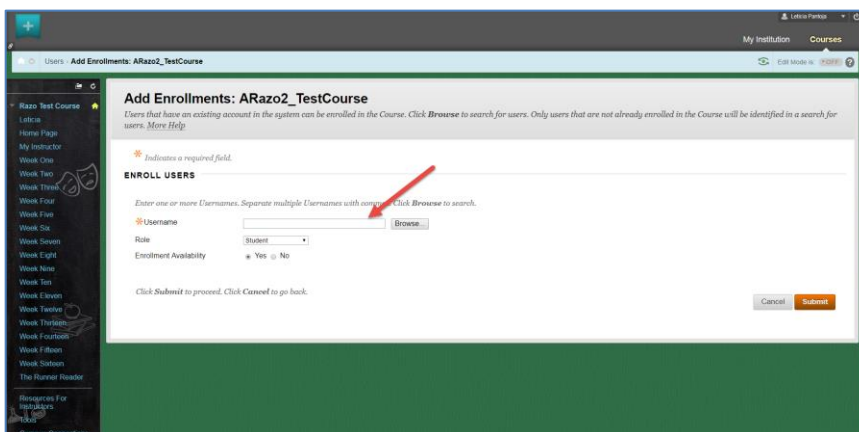 Leticia Pantoja
My Institution
Courses
Users
Add Enrollments: ARazo2_TestCourse
Edit Mode is:
OFF
?
Razo Test Course
Leticia
Home Page
My Instructor
Week One
Week Two
Week Three
Week Four
Week Five
Week Six
Week Seven
Week Eight
Week Nine
Week Ten
Week Eleven
Week Twelve
Week Thirteen
Week Fourteen
Week Fifteen
Week Sixteen
The Runner Reader
Resources For
Instructors
Tools
Add Enrollments: ARazo2_TestCourse
Users that have an existing account in the system can be enrolled in the Course. Click Browse to search for users. Only users that are not already enrolled in the Course will be identified in a search for
users. More Help
Indicates a required field.
ENROLL USERS
Enter one or more Usernames. Separate multiple Usernames with commas. Click Browse to search.
Username
Browse...
Role
Student
Enrollment Availability
Yes
No
Click Submit to proceed. Click Cancel to go back.
Cancel
Submit